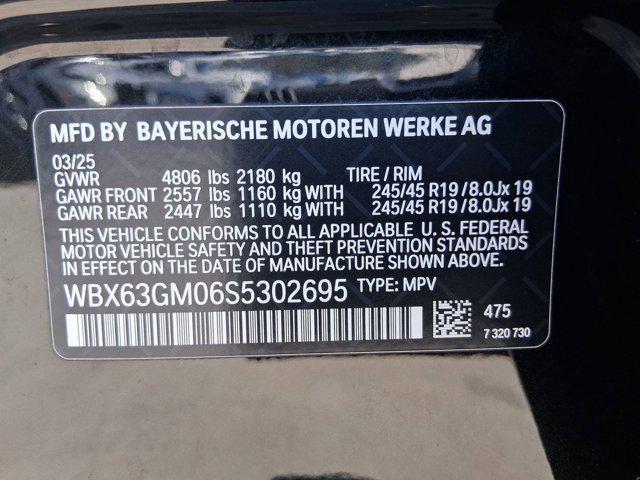 MFD BY BAYERISCHE MOTOREN WERKE AG
03/25
GVWR 4806 lbs 2180 kg TIRE / RIM
GAWR FRONT 2557 lbs 1160 kg WITH 245/45 R19 / 8.0Jx 19
GAWR REAR 2447 lbs 1110 kg WITH 245/45 R19 / 8.0Jx 19
THIS VEHICLE CONFORMS TO ALL APPLICABLE U. S. FEDERAL
MOTOR VEHICLE SAFETY AND THEFT PREVENTION STANDARDS
IN EFFECT ON THE DATE OF MANUFACTURE SHOWN ABOVE.
WBX63GM06S5302695 TYPE: MPV
475
7 320 730